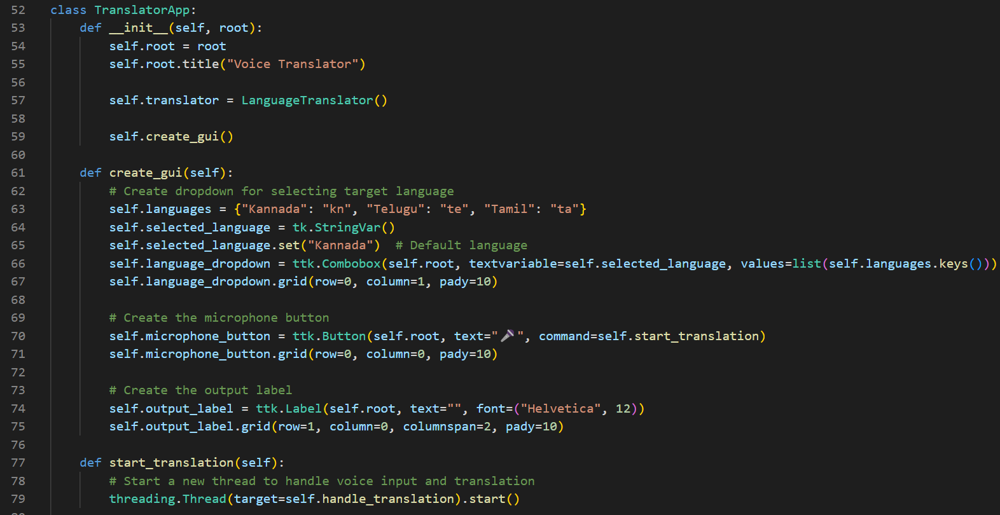 52 class TranslatorApp:
53     def __init__(self, root):
54         self.root = root
55         self.root.title("Voice Translator")
56
57         self.translator = LanguageTranslator()
58
59         self.create_gui()
60
61     def create_gui(self):
62         # Create dropdown for selecting target language
63         self.languages = {"Kannada": "kn", "Telugu": "te", "Tamil": "ta"}
64         self.selected_language = tk.StringVar()
65         self.selected_language.set("Kannada")  # Default language
66         self.language_dropdown = ttk.Combobox(self.root, textvariable=self.selected_language, values=list(self.languages.keys()))
67         self.language_dropdown.grid(row=0, column=1, pady=10)
68
69         # Create the microphone button
70         self.microphone_button = ttk.Button(self.root, text="🎤", command=self.start_translation)
71         self.microphone_button.grid(row=0, column=0, pady=10)
72
73         # Create the output label
74         self.output_label = ttk.Label(self.root, text="", font=("Helvetica", 12))
75         self.output_label.grid(row=1, column=0, columnspan=2, pady=10)
76
77     def start_translation(self):
78         # Start a new thread to handle voice input and translation
79         threading.Thread(target=self.handle_translation).start()